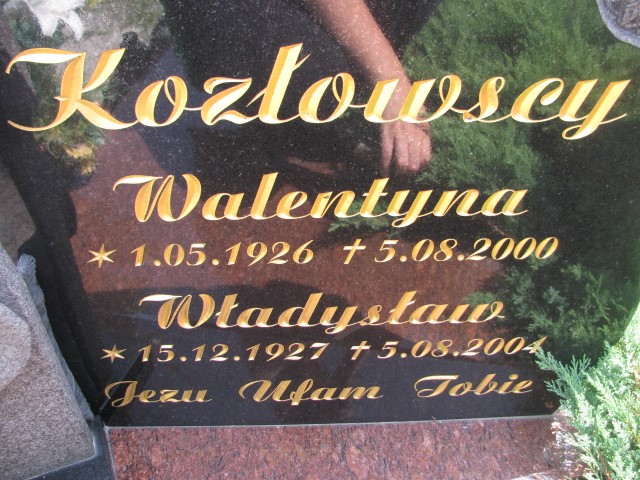 Kozłowscy
Walentyna
* 1.05.1926 † 5.08.2000
Władysław
* 15.12.1927 † 5.08.2004
Jezu Ufam Tobie